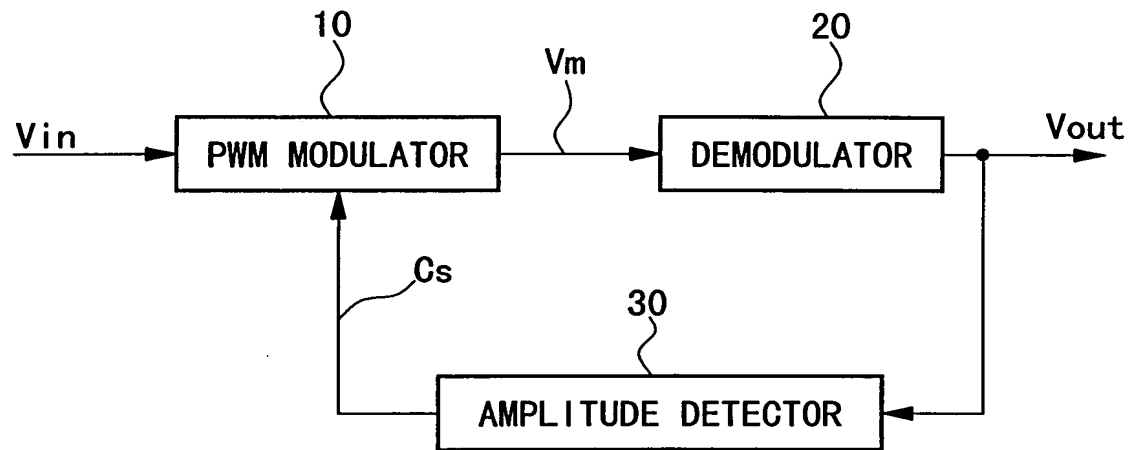 10
20
Vm
Vin
PWM MODULATOR
DEMODULATOR
Vout
Cs
30
AMPLITUDE DETECTOR